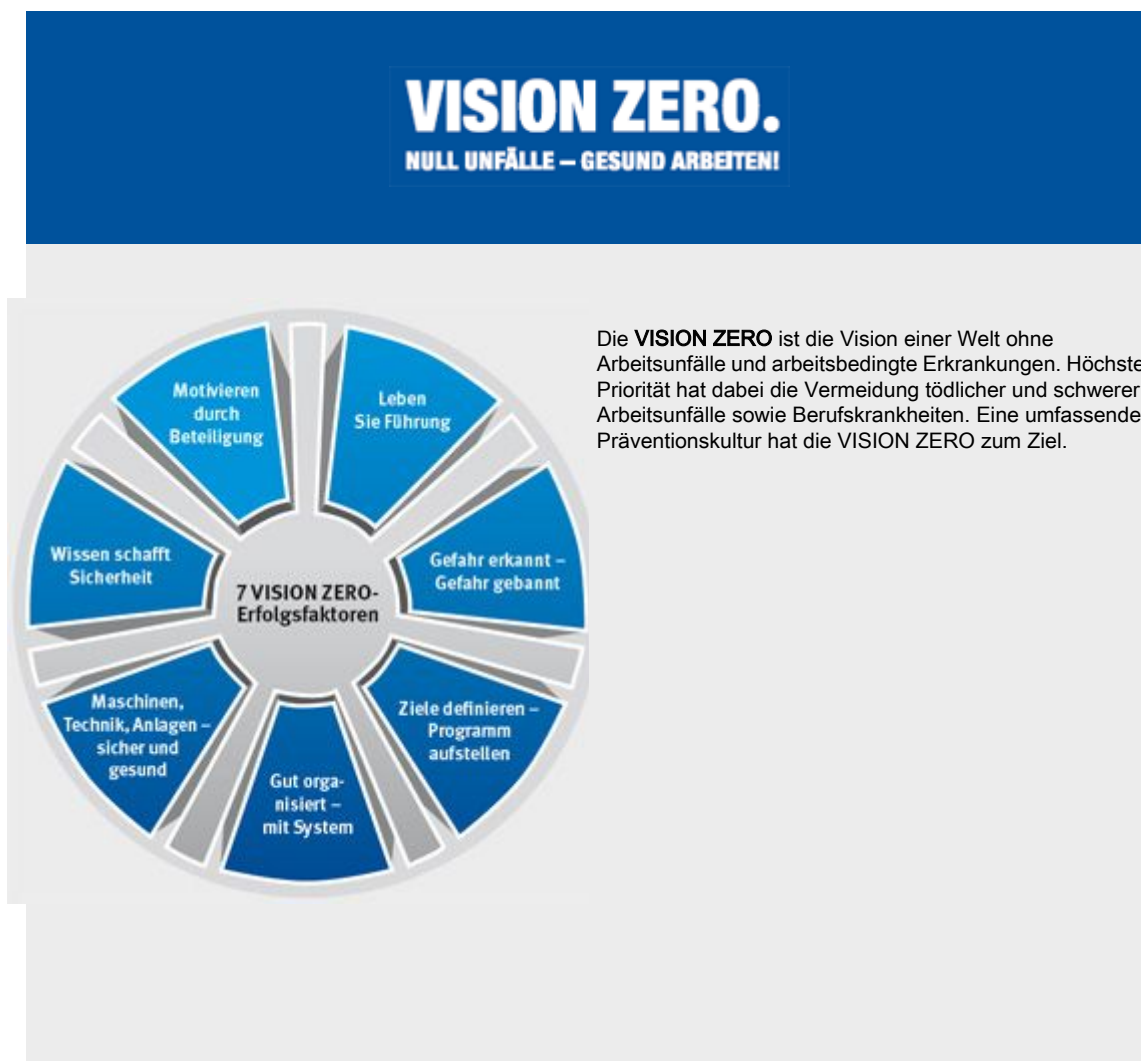 VISION ZERO.
NULL UNFÄLLE – GESUND ARBEITEN!
Die VISION ZERO ist die Vision einer Welt ohne
Arbeitsunfälle und arbeitsbedingte Erkrankungen. Höchste
Priorität hat dabei die Vermeidung tödlicher und schwerer
Arbeitsunfälle sowie Berufskrankheiten. Eine umfassende
Präventionskultur hat die VISION ZERO zum Ziel.
7 VISION ZERO-
Erfolgsfaktoren
Leben
Sie Führung
Gefahr erkannt –
Gefahr gebannt
Ziele definieren –
Programm
aufstellen
Gut orga-
nisiert –
mit System
Maschinen,
Technik, Anlagen –
sicher und
gesund
Wissen schafft
Sicherheit
Motivieren
durch
Beteiligung